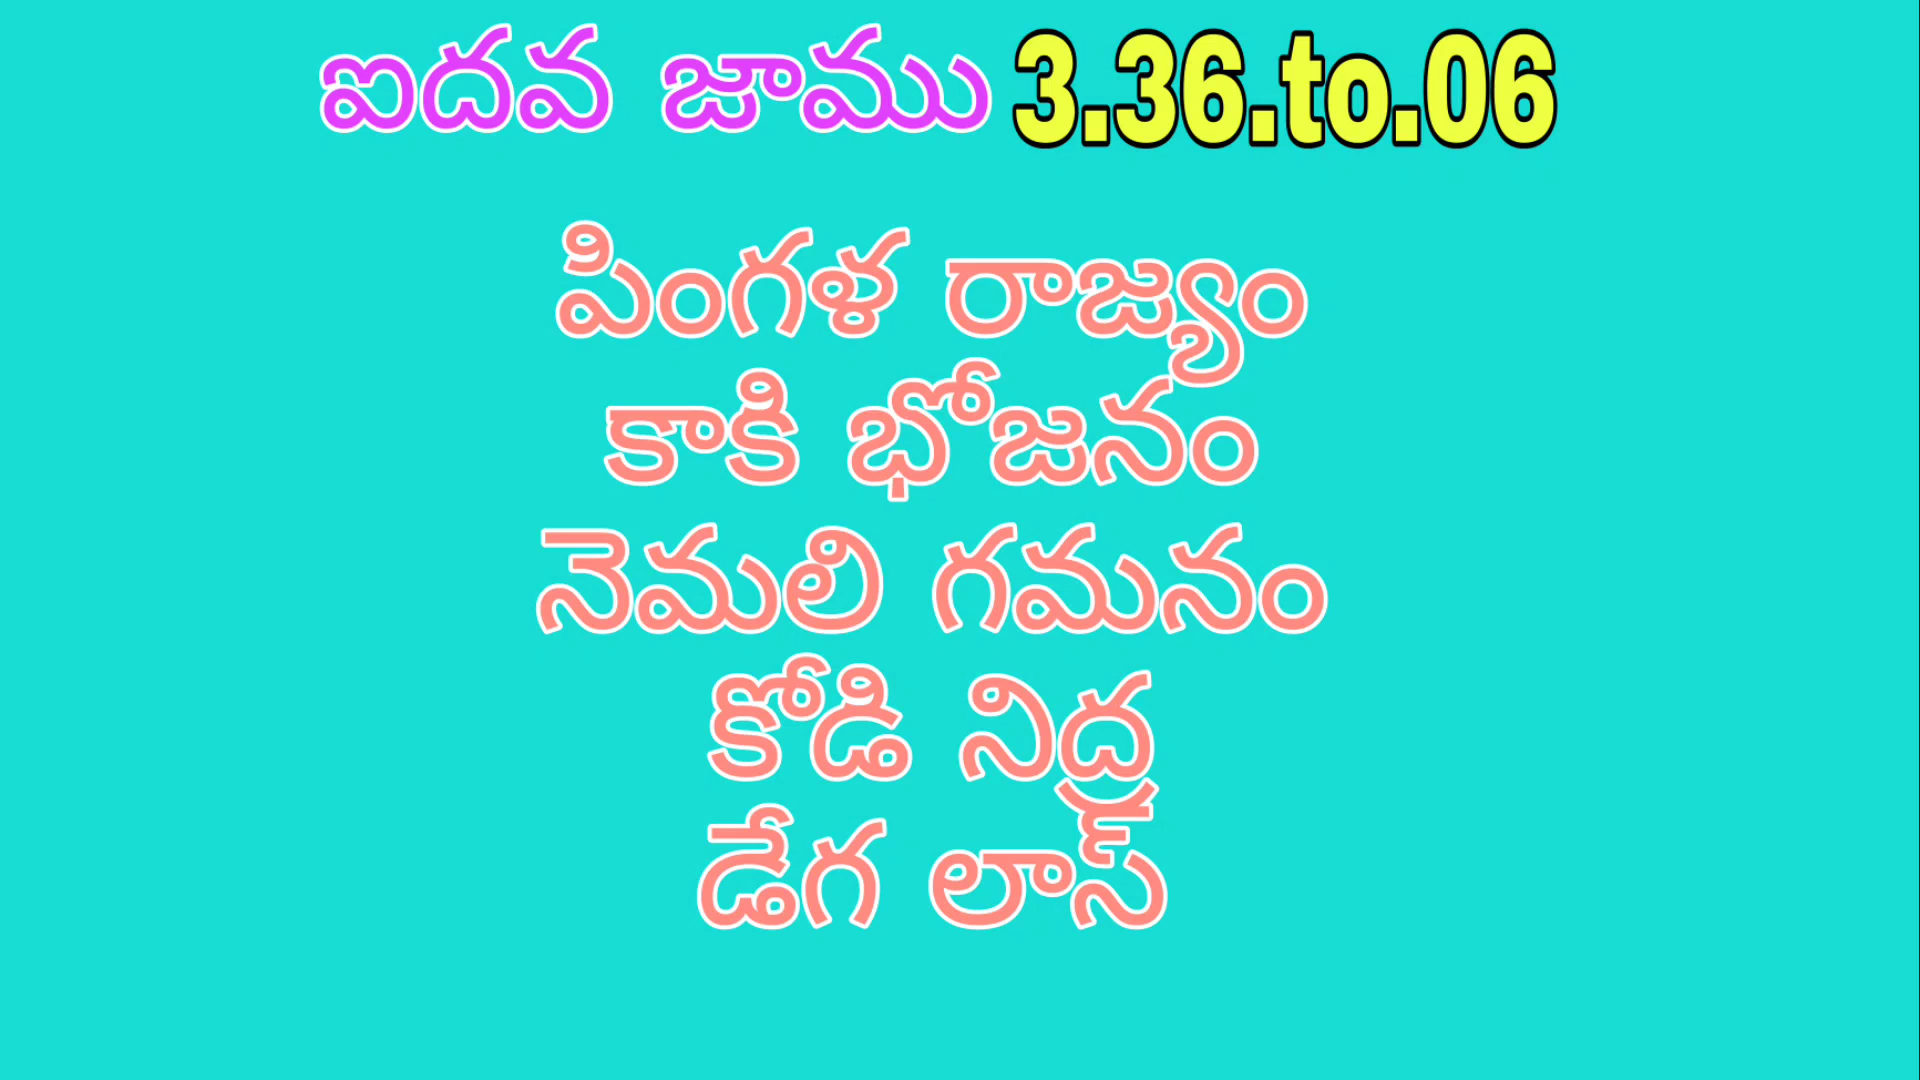 ఐదవ జాము 3.36.to.06
పింగళ రాజ్యం
కాకి భోజనం
నెమలి గమనం
కోడి నిద్ర
డేగ లాస్